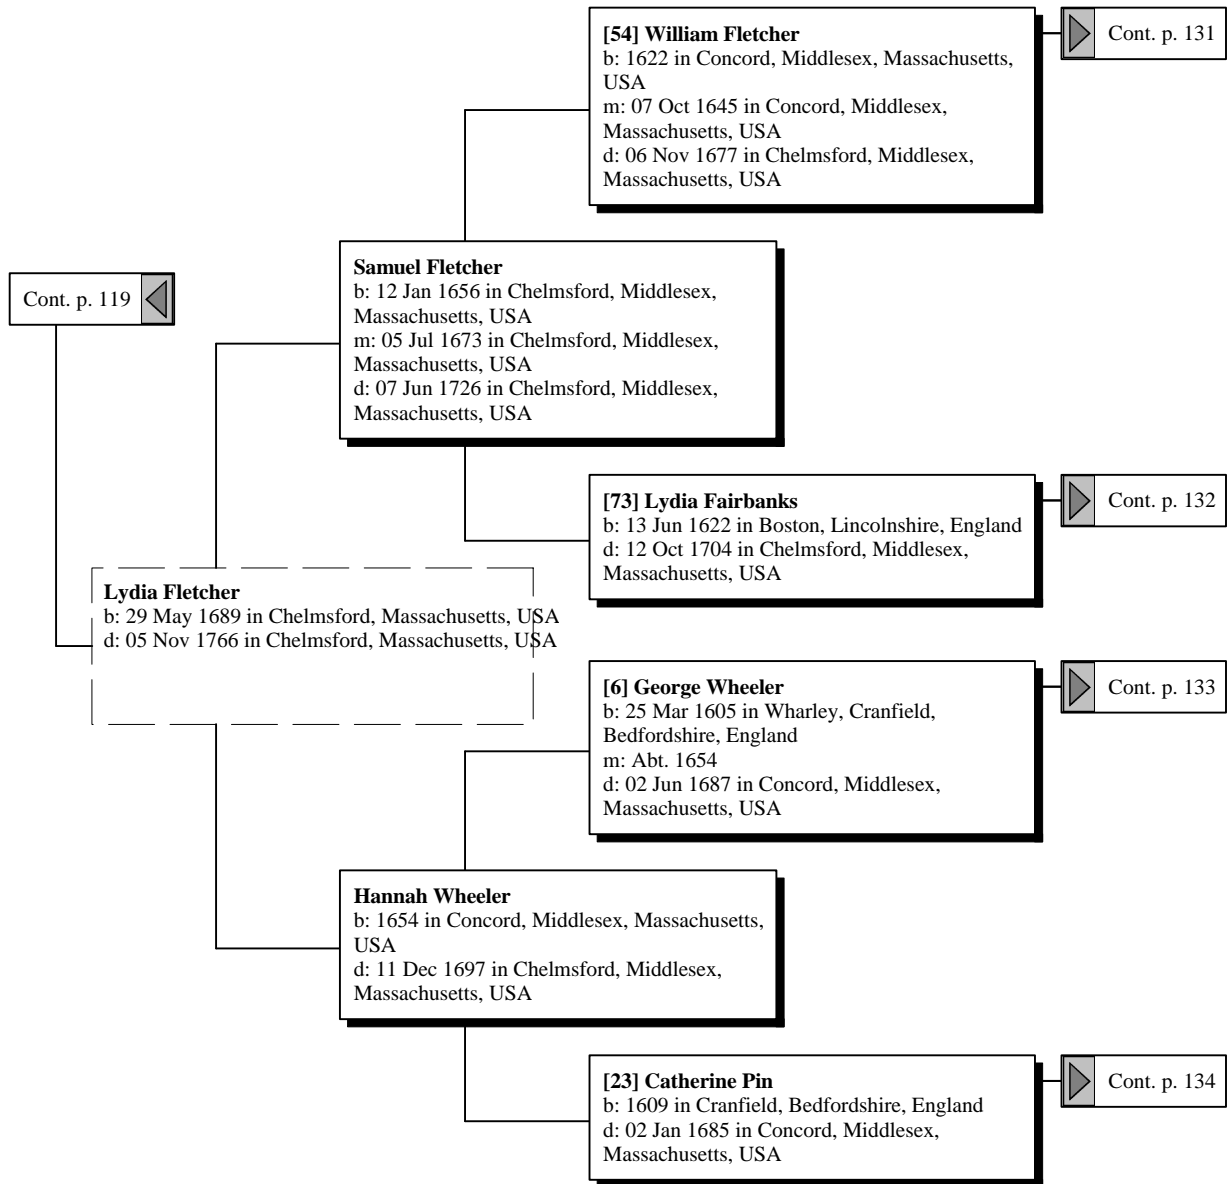 [54] William Fletcher
b: 1622 in Concord, Middlesex, Massachusetts,
USA
m: 07 Oct 1645 in Concord, Middlesex,
Massachusetts, USA
d: 06 Nov 1677 in Chelmsford, Middlesex,
Massachusetts, USA
Cont. p. 131
Samuel Fletcher
b: 12 Jan 1656 in Chelmsford, Middlesex,
Massachusetts, USA
m: 05 Jul 1673 in Chelmsford, Middlesex,
Massachusetts, USA
d: 07 Jun 1726 in Chelmsford, Middlesex,
Massachusetts, USA
Cont. p. 119
[73] Lydia Fairbanks
b: 13 Jun 1622 in Boston, Lincolnshire, England
d: 12 Oct 1704 in Chelmsford, Middlesex,
Massachusetts, USA
Cont. p. 132
Lydia Fletcher
b: 29 May 1689 in Chelmsford, Massachusetts, USA
d: 05 Nov 1766 in Chelmsford, Massachusetts, USA
[6] George Wheeler
b: 25 Mar 1605 in Wharley, Cranfield,
Bedfordshire, England
m: Abt. 1654
d: 02 Jun 1687 in Concord, Middlesex,
Massachusetts, USA
Cont. p. 133
Hannah Wheeler
b: 1654 in Concord, Middlesex, Massachusetts,
USA
d: 11 Dec 1697 in Chelmsford, Middlesex,
Massachusetts, USA
[23] Catherine Pin
b: 1609 in Cranfield, Bedfordshire, England
d: 02 Jan 1685 in Concord, Middlesex,
Massachusetts, USA
Cont. p. 134